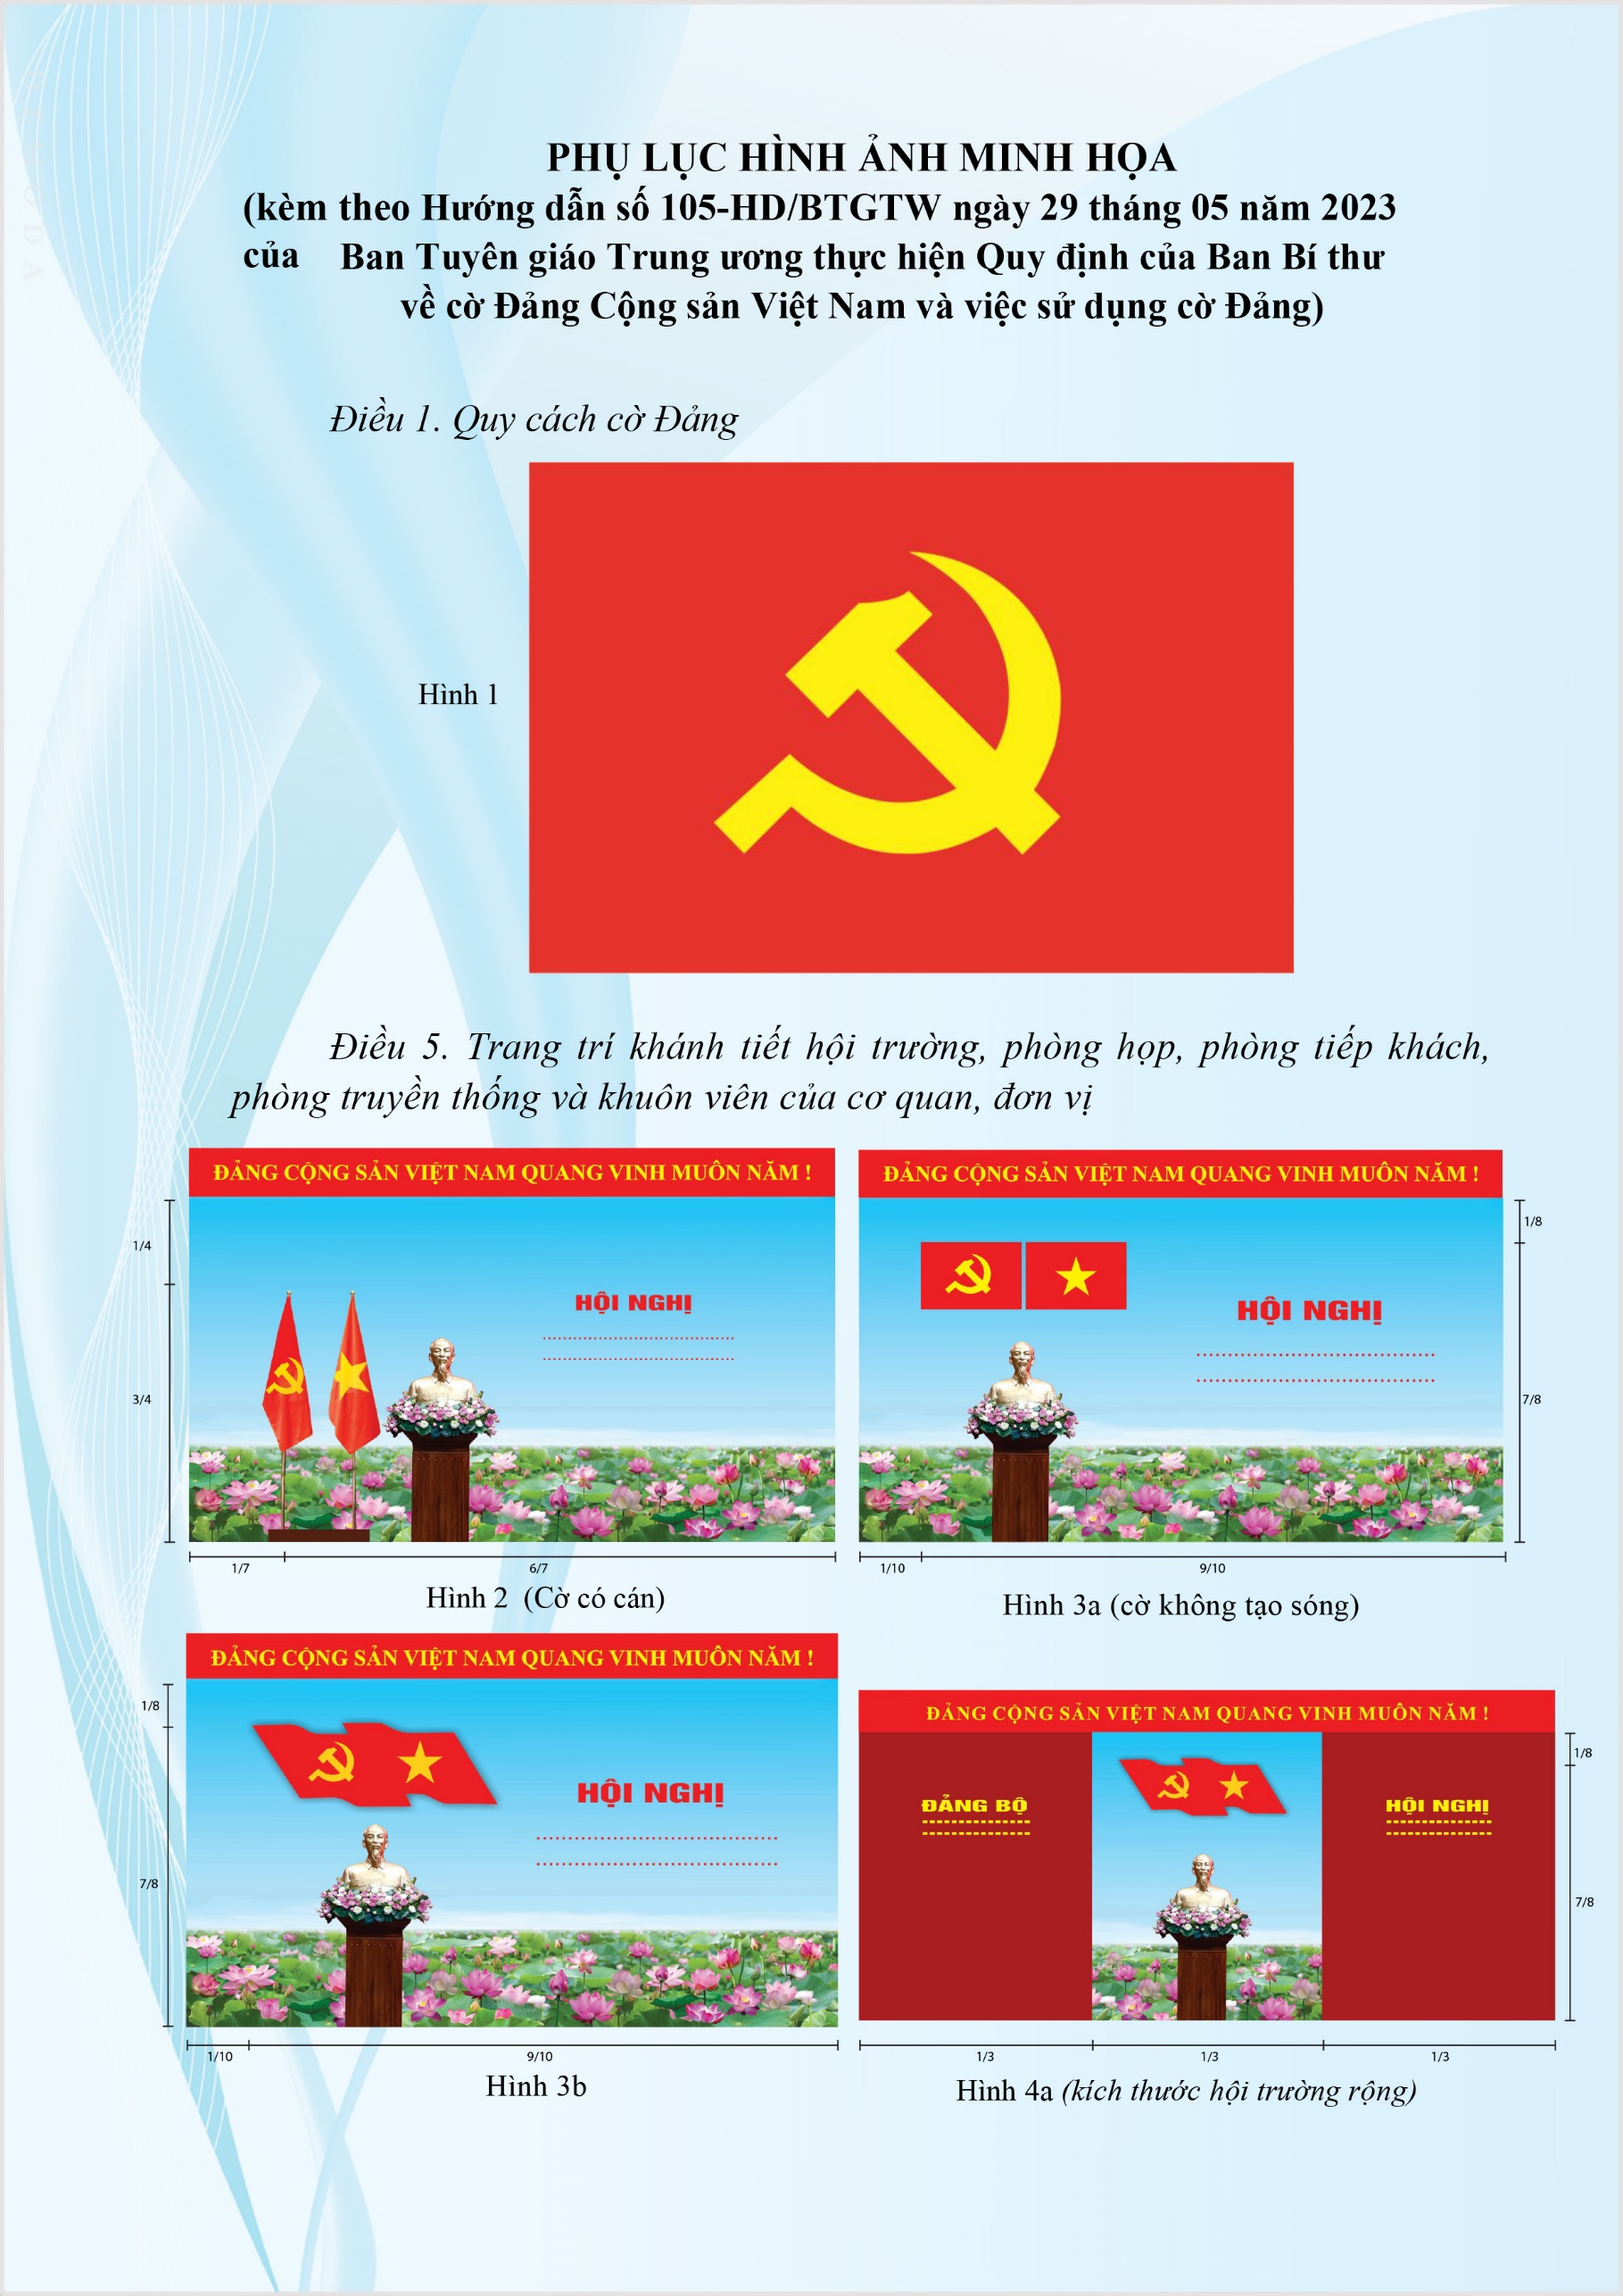 PHỤ LỤC HÌNH ẢNH MINH HỌA
(kèm theo Hướng dẫn số 105-HD/BTGTW ngày 29 tháng 05 năm 2023
của Ban Tuyên giáo Trung ương thực hiện Quy định của Ban Bí thư
về cờ Đảng Cộng sản Việt Nam và việc sử dụng cờ Đảng)
Điều 1. Quy cách cờ Đảng
Hình 1
Điều 5. Trang trí khánh tiết hội trường, phòng họp, phòng tiếp khách,
phòng truyền thống và khuôn viên của cơ quan, đơn vị
ĐẢNG CỘNG SẢN VIỆT NAM QUANG VINH MUÔN NĂM !
1/4
HỘI NGHỊ
3/4
1/7
6/7
Hình 2 (Cờ có cán)
ĐẢNG CỘNG SẢN VIỆT NAM QUANG VINH MUÔN NĂM !
1/8
HỘI NGHỊ
7/8
1/10
9/10
Hình 3a (cờ không tạo sóng)
ĐẢNG CỘNG SẢN VIỆT NAM QUANG VINH MUÔN NĂM !
1/8
HỘI NGHỊ
7/8
1/10
9/10
Hình 3b
ĐẢNG CỘNG SẢN VIỆT NAM QUANG VINH MUÔN NĂM !
1/8
ĐẢNG BỘ
HỘI NGHỊ
7/8
1/3
1/3
1/3
Hình 4a (kích thước hội trường rộng)